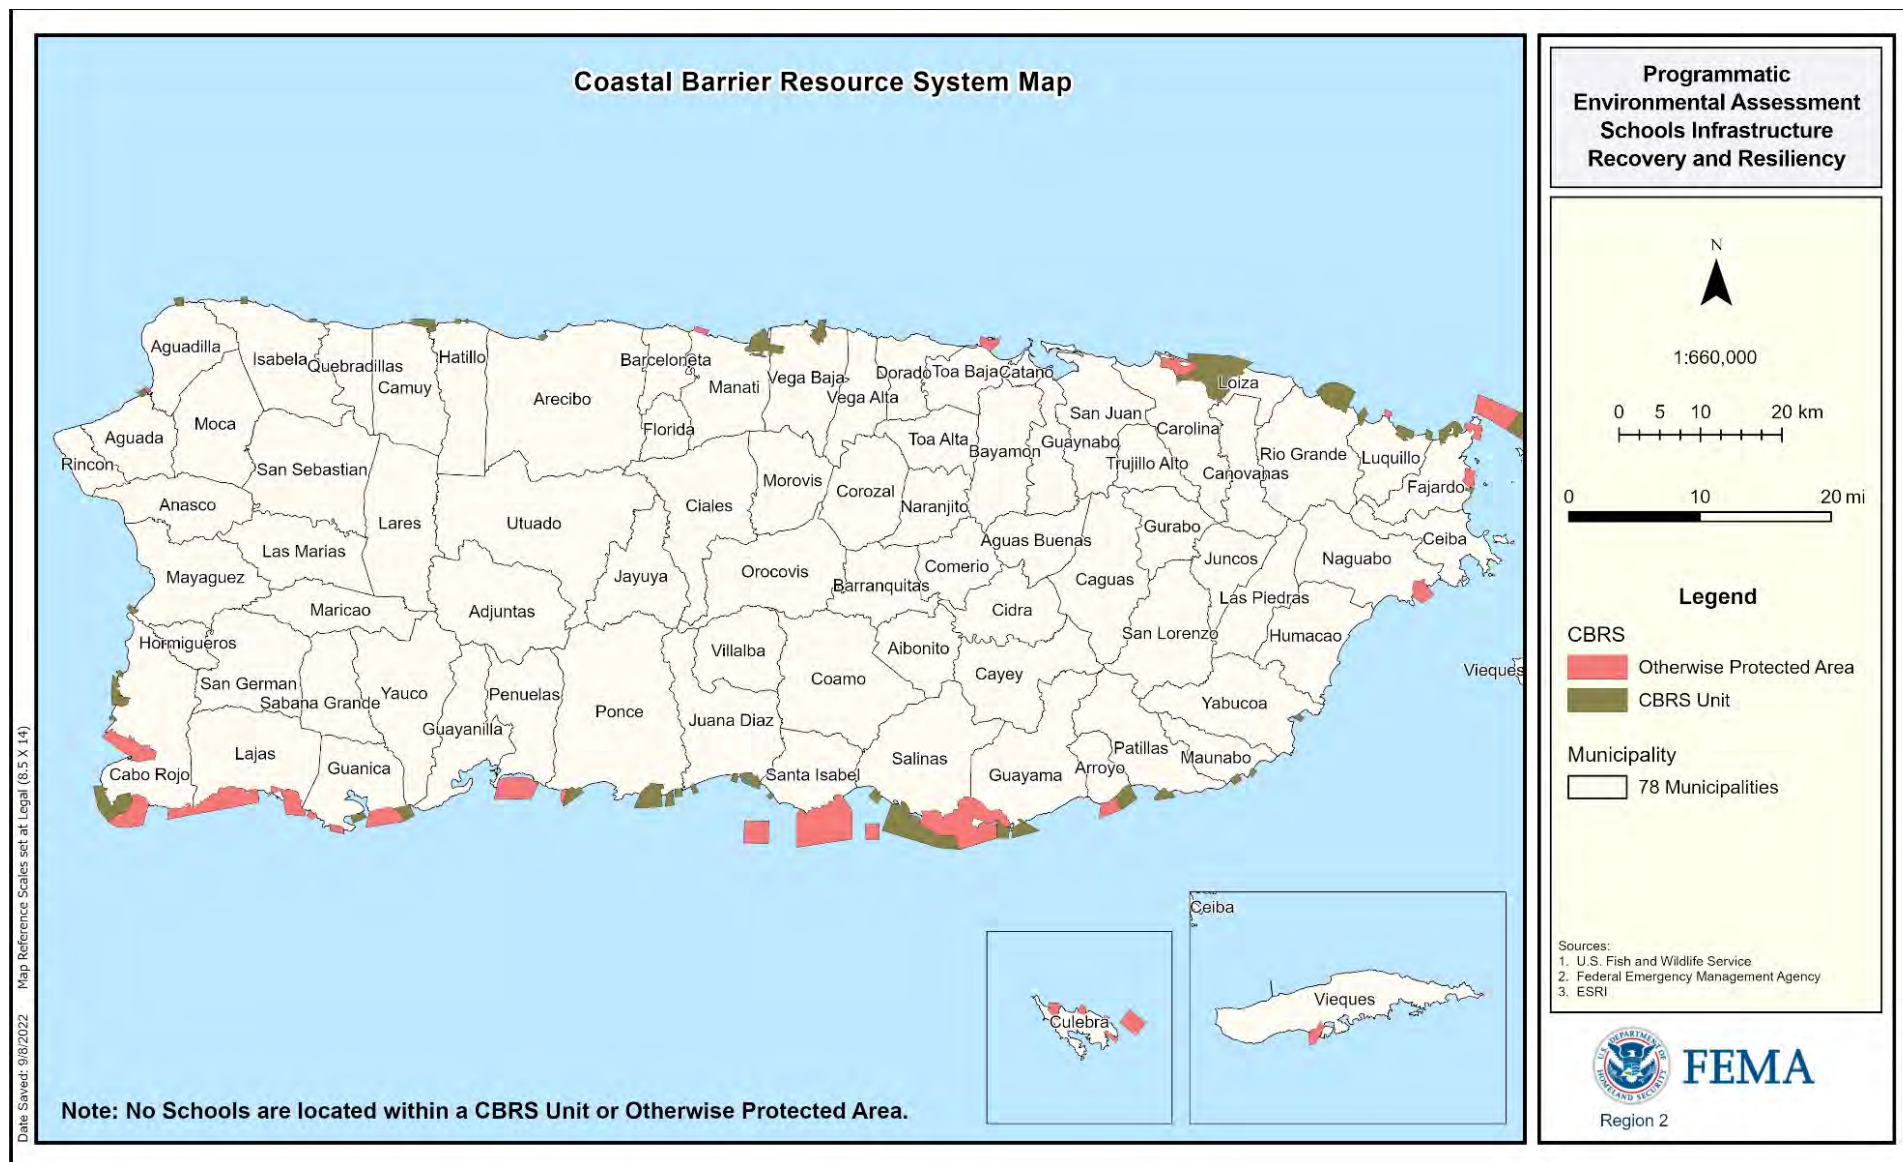 Coastal Barrier Resource System Map
Aguadilla
Isabela
Quebradillas
Camuy
Hatillo
Arecibo
Barceloneta
Manati
Vega Baja
Vega Alta
Dorado
Toa Baja
Catano
Loiza
Moca
Aguada
Rincon
San Sebastian
Florida
Toa Alta
Bayamon
San Juan
Guaynabo
Carolina
Trujillo Alto
Canovanas
Rio Grande
Luquillo
Fajardo
Anasco
Lares
Utuado
Ciales
Morovis
Corozal
Naranjito
Aguas Buenas
Gurabo
Ceiba
Las Marias
Mayaguez
Maricao
Adjuntas
Jayuya
Orocovis
Barranquitas
Comerio
Cidra
Caguas
Juncos
Las Piedras
Naguabo
Humacao
Hormigueros
San German
Sabana Grande
Yauco
Guayanilla
Penuelas
Ponce
Villalba
Juana Diaz
Coamo
Aibonito
Cayey
San Lorenzo
Yabucoa
Vieques
Cabo Rojo
Lajas
Guanica
Santa Isabel
Salinas
Guayama
Arroyo
Patillas
Maunabo
Culebra
Ceiba
Vieques
Note: No Schools are located within a CBRS Unit or Otherwise Protected Area.
Date Saved: 9/8/2022 Map Reference Scales set at Legal (8.5 X 14)
Programmatic
Environmental Assessment
Schools Infrastructure
Recovery and Resiliency
N
1:660,000
0 5 10 20 km
0 10 20 mi
Legend
CBRS
Otherwise Protected Area
CBRS Unit
Municipality
78 Municipalities
Sources:
1. U.S. Fish and Wildlife Service
2. Federal Emergency Management Agency
3. ESRI
U.S. DEPARTMENT OF
HOMELAND SECURITY
FEMA
Region 2